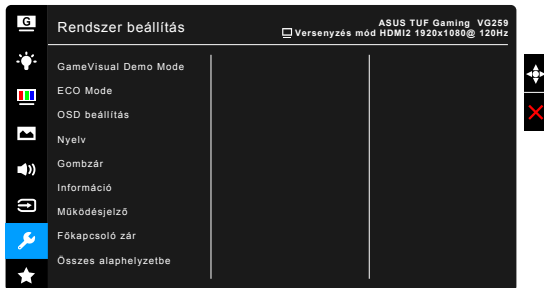 G
Rendszer beállítás
ASUS TUF Gaming VG259
Versenyzés mód HDMI2 1920x1080@ 120Hz
GameVisual Demo Mode
ECO Mode
OSD beállítás
Nyelv
Gombzár
Információ
Működésjelző
Főkapcsoló zár
Összes alaphelyzetbe